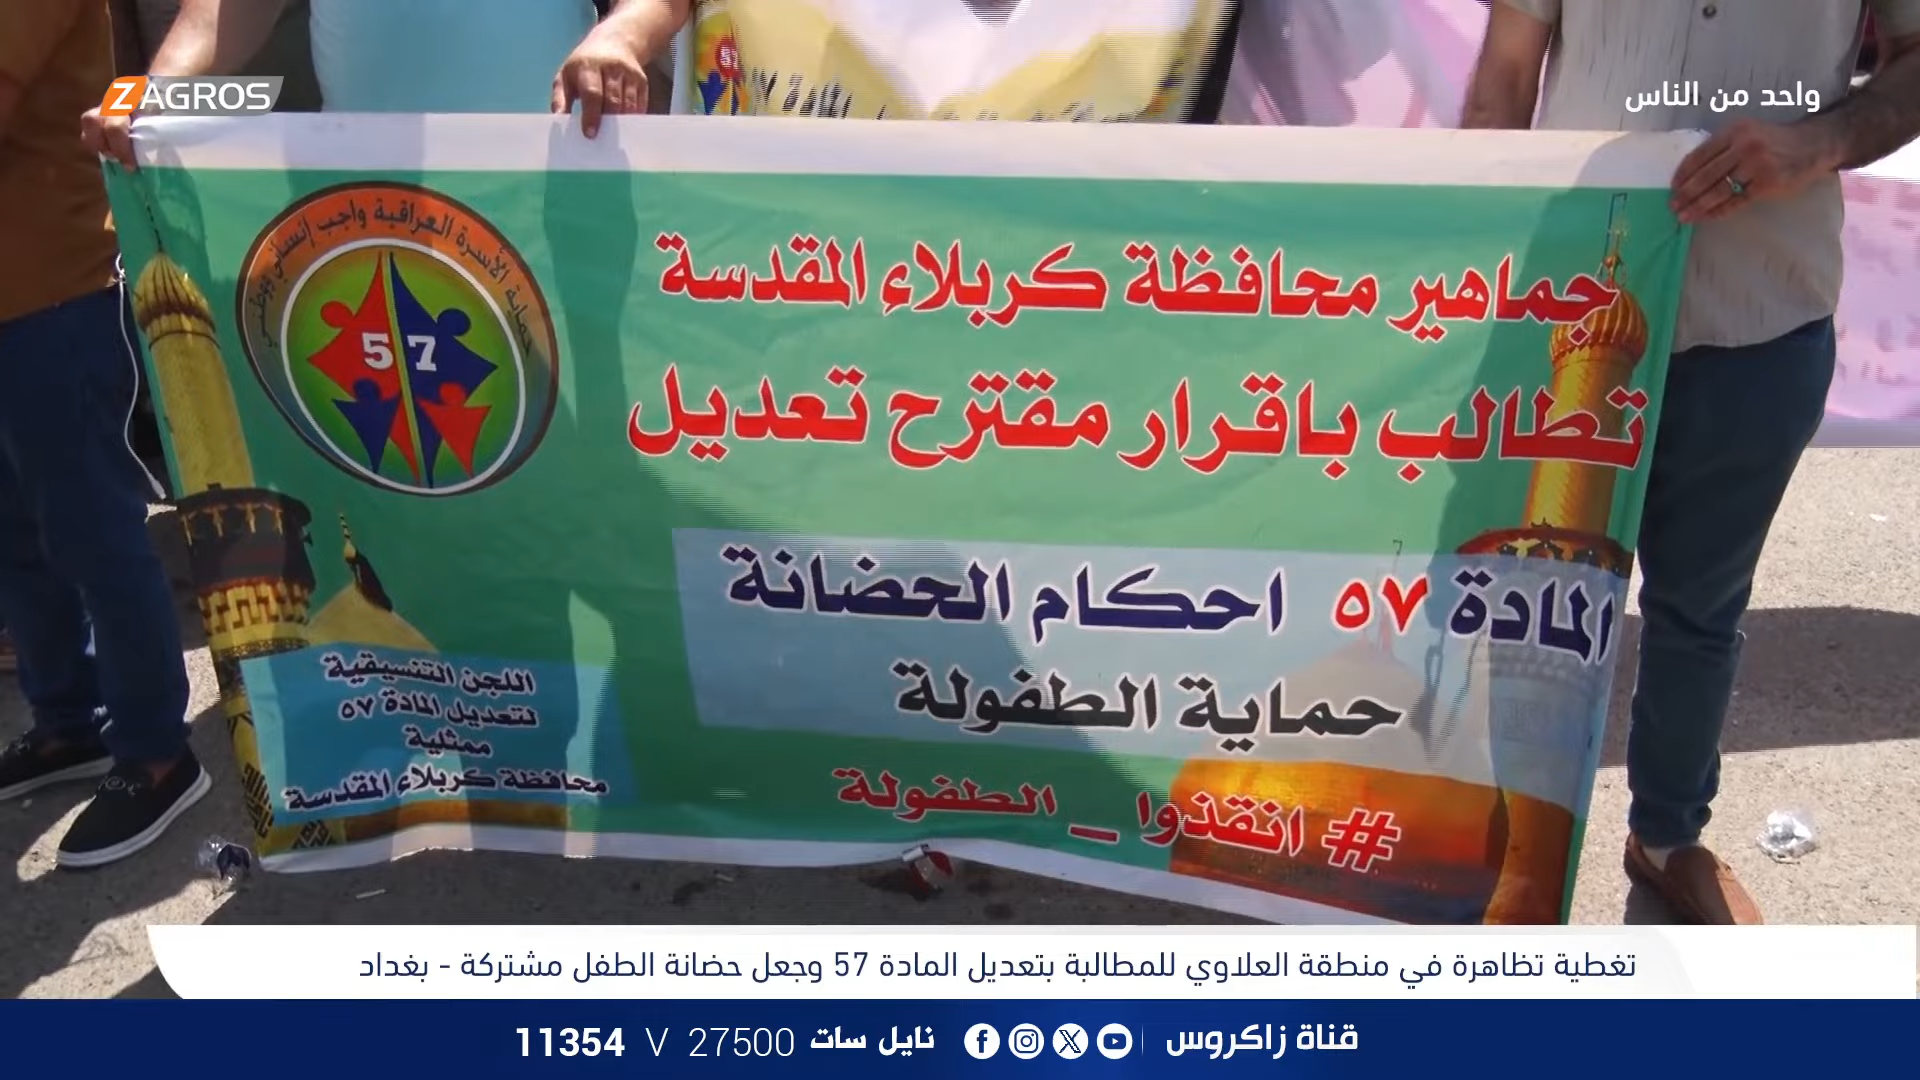 ZAGROS
واحد من الناس
حماية الأسرة العراقية واجب إنساني ووطني
57
جماهير محافظة كربلاء المقدسة
تطالب باقرار مقترح تعديل
المادة ٥٧ احكام الحضانة
حماية الطفولة
# انقذوا _ الطفولة
اللجن التنسيقية
لتعديل المادة ٥٧
ممثلية
محافظة كربلاء المقدسة
تغطية تظاهرة في منطقة العلاوي للمطالبة بتعديل المادة 57 وجعل حضانة الطفل مشتركة - بغداد
قناة زاكروس
نايل سات 27500 V 11354